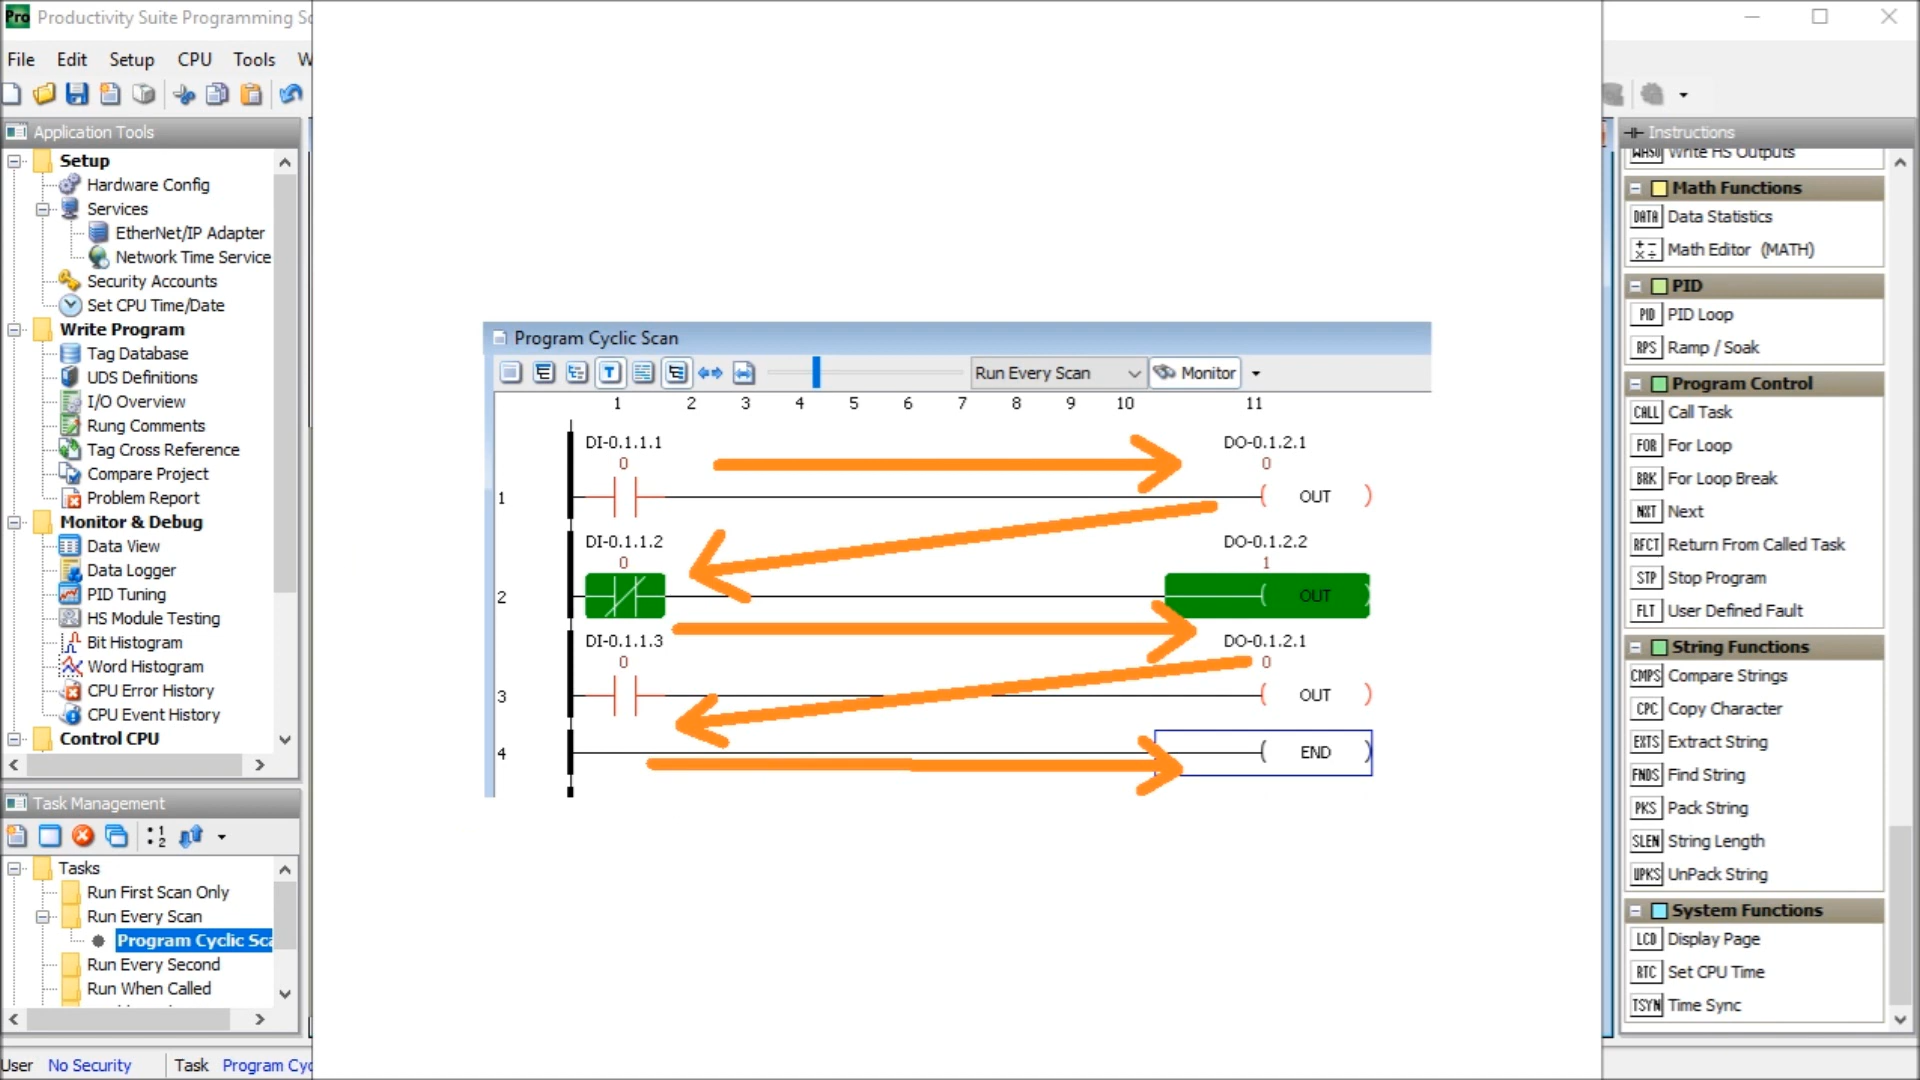 Pro Productivity Suite Programming So
File Edit Setup CPU Tools W
Application Tools
Setup
Hardware Config
Services
EtherNet/IP Adapter
Network Time Service
Security Accounts
Set CPU Time/Date
Write Program
Tag Database
UDS Definitions
I/O Overview
Rung Comments
Tag Cross Reference
Compare Project
Problem Report
Monitor & Debug
Data View
Data Logger
PID Tuning
HS Module Testing
Bit Histogram
Word Histogram
CPU Error History
CPU Event History
Control CPU
Task Management
Tasks
Run First Scan Only
Run Every Scan
Program Cyclic Sca
Run Every Second
Run When Called
User No Security Task Program Cyc
Program Cyclic Scan
Run Every Scan Monitor
1 2 3 4 5 6 7 8 9 10 11
DI-0.1.1.1 DO-0.1.2.1
0 0
1 OUT
DI-0.1.1.2 DO-0.1.2.2
0 1
2 OUT
DI-0.1.1.3 DO-0.1.2.1
0 0
3 OUT
4 END
Instructions
Write HS Outputs
Math Functions
DATA Data Statistics
Math Editor (MATH)
PID
PID PID Loop
RPS Ramp / Soak
Program Control
CALL Call Task
FOR For Loop
BRK For Loop Break
NXT Next
RFCT Return From Called Task
STP Stop Program
FLT User Defined Fault
String Functions
CMPS Compare Strings
CPC Copy Character
EXTS Extract String
FNDS Find String
PKS Pack String
SLEN String Length
UPKS UnPack String
System Functions
LCD Display Page
RTC Set CPU Time
TSYN Time Sync